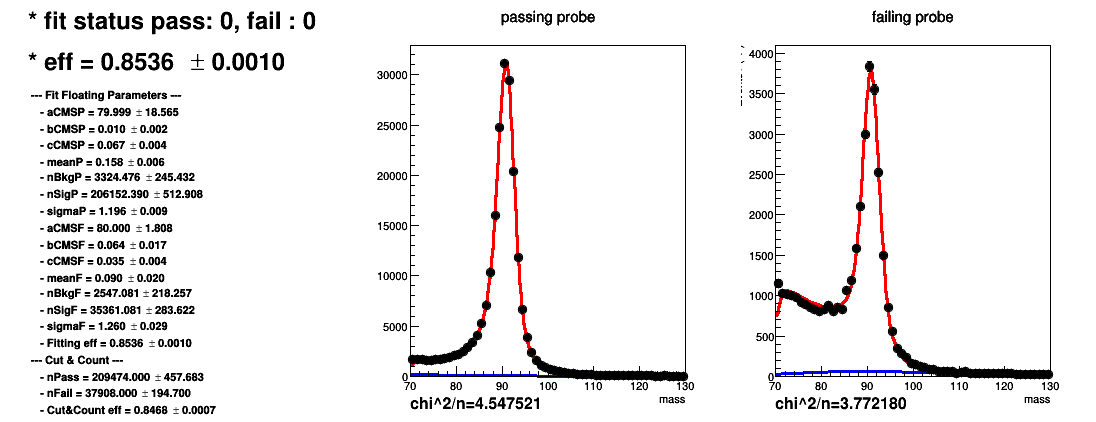 * fit status pass: 0, fail : 0
* eff = 0.8536 ± 0.0010
--- Fit Floating Parameters ---
- aCMSP = 79.999 ± 18.565
- bCMSP = 0.010 ± 0.002
- cCMSP = 0.067 ± 0.004
- meanP = 0.158 ± 0.006
- nBkgP = 3324.476 ± 245.432
- nSigP = 206152.390 ± 512.908
- sigmaP = 1.196 ± 0.009
- aCMSF = 80.000 ± 1.808
- bCMSF = 0.064 ± 0.017
- cCMSF = 0.035 ± 0.004
- meanF = 0.090 ± 0.020
- nBkgF = 2547.081 ± 218.257
- nSigF = 35361.081 ± 283.622
- sigmaF = 1.260 ± 0.029
- Fitting eff = 0.8536 ± 0.0010
--- Cut & Count ---
- nPass = 209474.000 ± 457.683
- nFail = 37908.000 ± 194.700
- Cut&Count eff = 0.8468 ± 0.0007
passing probe
30000
25000
20000
15000
10000
5000
0
70 80 90 100 110 120 130
mass
chi^2/n=4.547521
failing probe
4000
3500
3000
2500
2000
1500
1000
500
0
70 80 90 100 110 120 130
mass
chi^2/n=3.772180